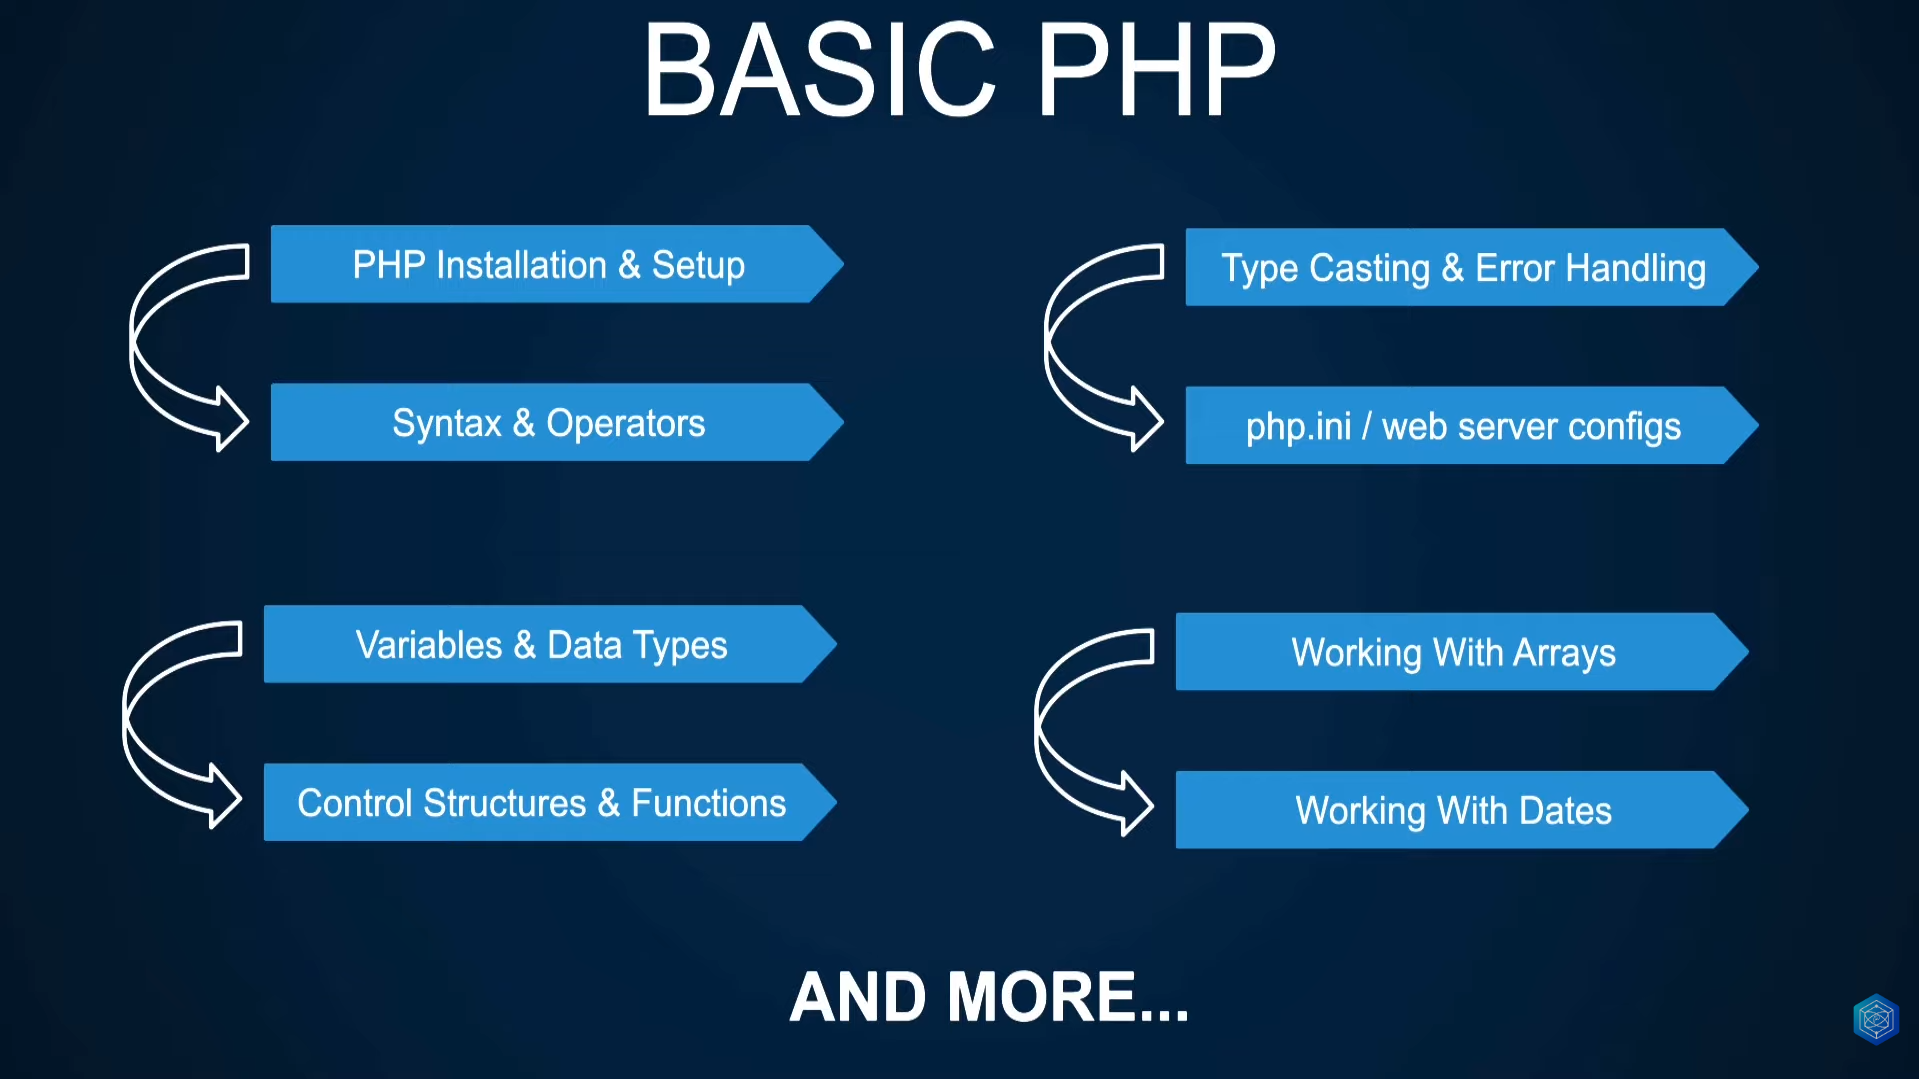 BASIC PHP
PHP Installation & Setup
Syntax & Operators
Variables & Data Types
Control Structures & Functions
Type Casting & Error Handling
php.ini / web server configs
Working With Arrays
Working With Dates
AND MORE...